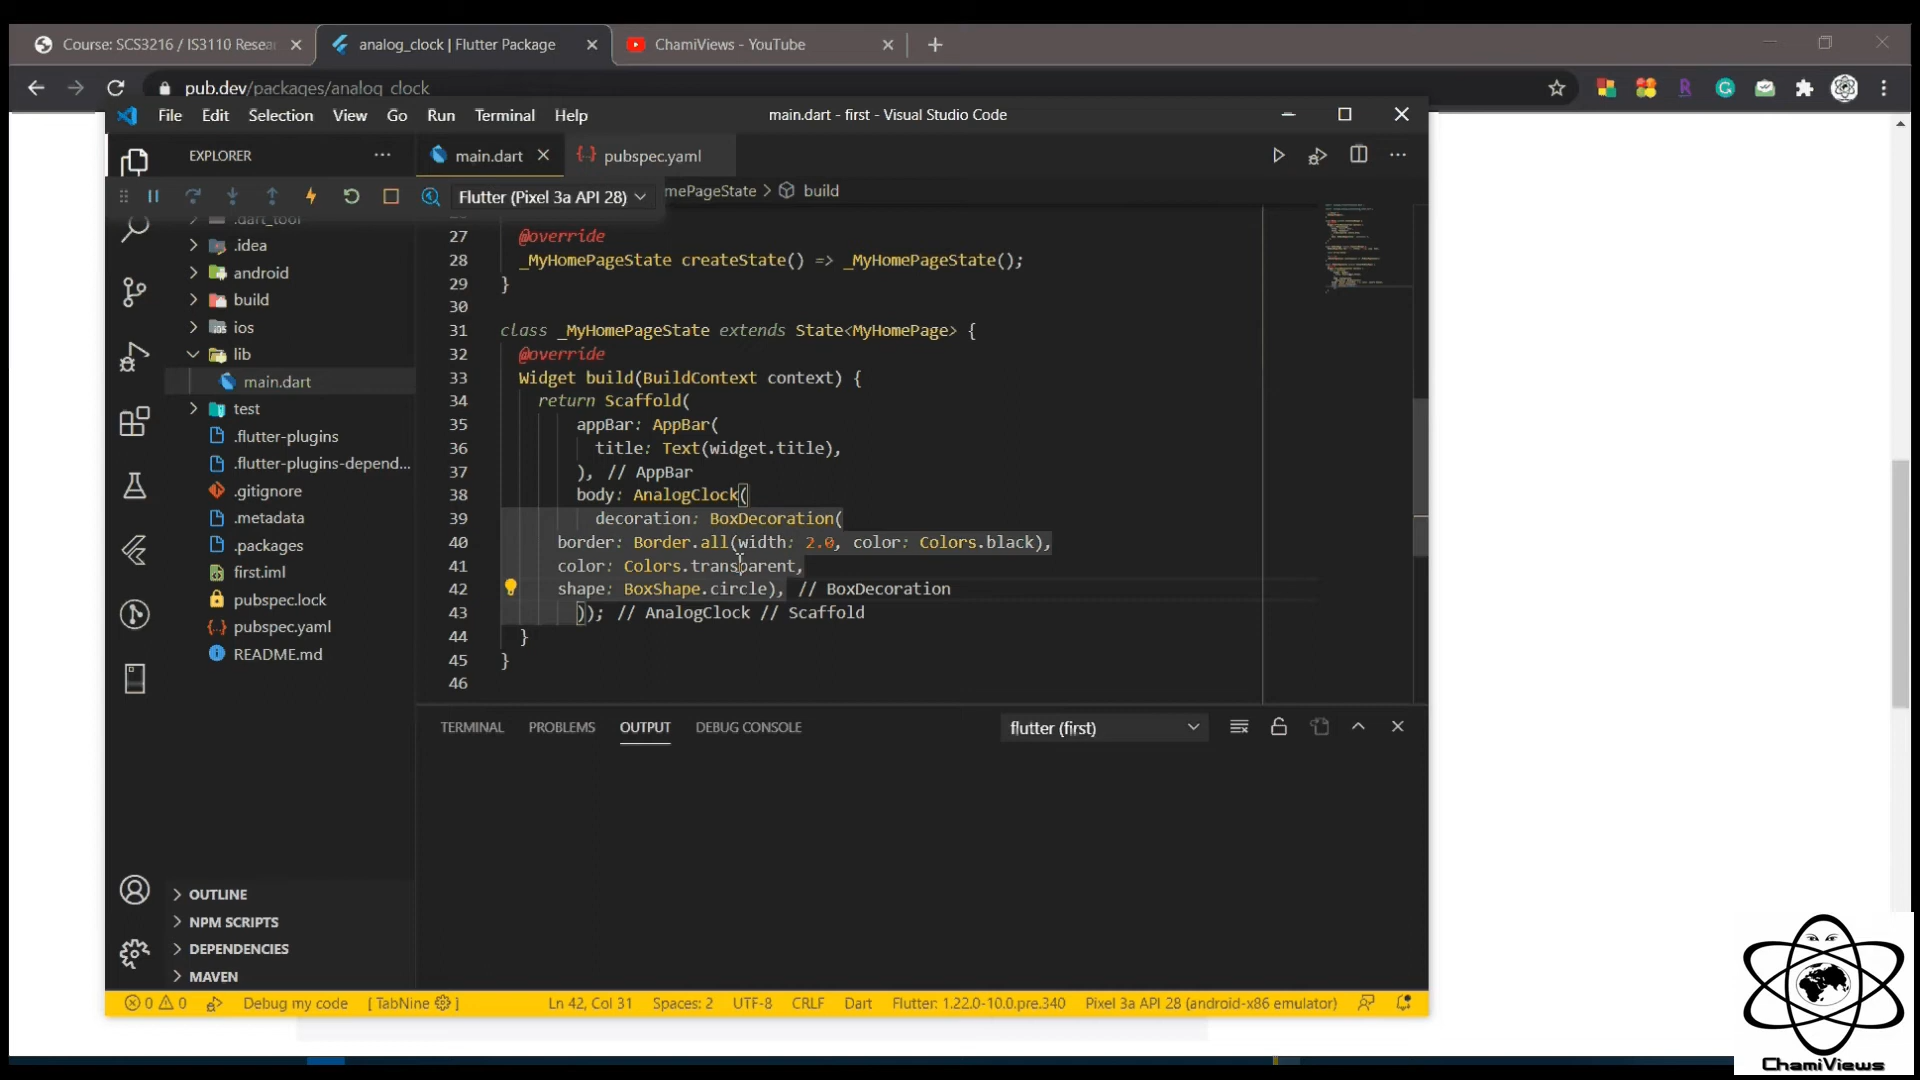 Course: SCS3216 / IS3110 Resea
analog_clock | Flutter Package
ChamiViews - YouTube
pub.dev/packages/analog_clock
File Edit Selection View Run Terminal Help
main.dart - first - Visual Studio Code
EXPLORER
main.dart
pubspec.yaml
Flutter (Pixel 3a API 28)
mePageState > build
.dart_tool
.idea
android
build
ios
lib
main.dart
test
.flutter-plugins
.flutter-plugins-depend...
.gitignore
.metadata
.packages
first.iml
pubspec.lock
pubspec.yaml
README.md
OUTLINE
NPM SCRIPTS
DEPENDENCIES
MAVEN
27 @override
28 _MyHomePageState createState() => _MyHomePageState();
29 }
30
31 class _MyHomePageState extends State<MyHomePage> {
32 @override
33 Widget build(BuildContext context) {
34 return Scaffold(
35 appBar: AppBar(
36 title: Text(widget.title),
37 ), // AppBar
38 body: AnalogClock(
39 decoration: BoxDecoration(
40 border: Border.all(width: 2.0, color: Colors.black),
41 color: Colors.transparent,
42 shape: BoxShape.circle), // BoxDecoration
43 )); // AnalogClock // Scaffold
44 }
45 }
46
TERMINAL PROBLEMS OUTPUT DEBUG CONSOLE
flutter (first)
0 0 Debug my code [ TabNine ] Ln 42, Col 31 Spaces: 2 UTF-8 CRLF Dart Flutter: 1.22.0-10.0.pre.340 Pixel 3a API 28 (android-x86 emulator)
ChamiViews